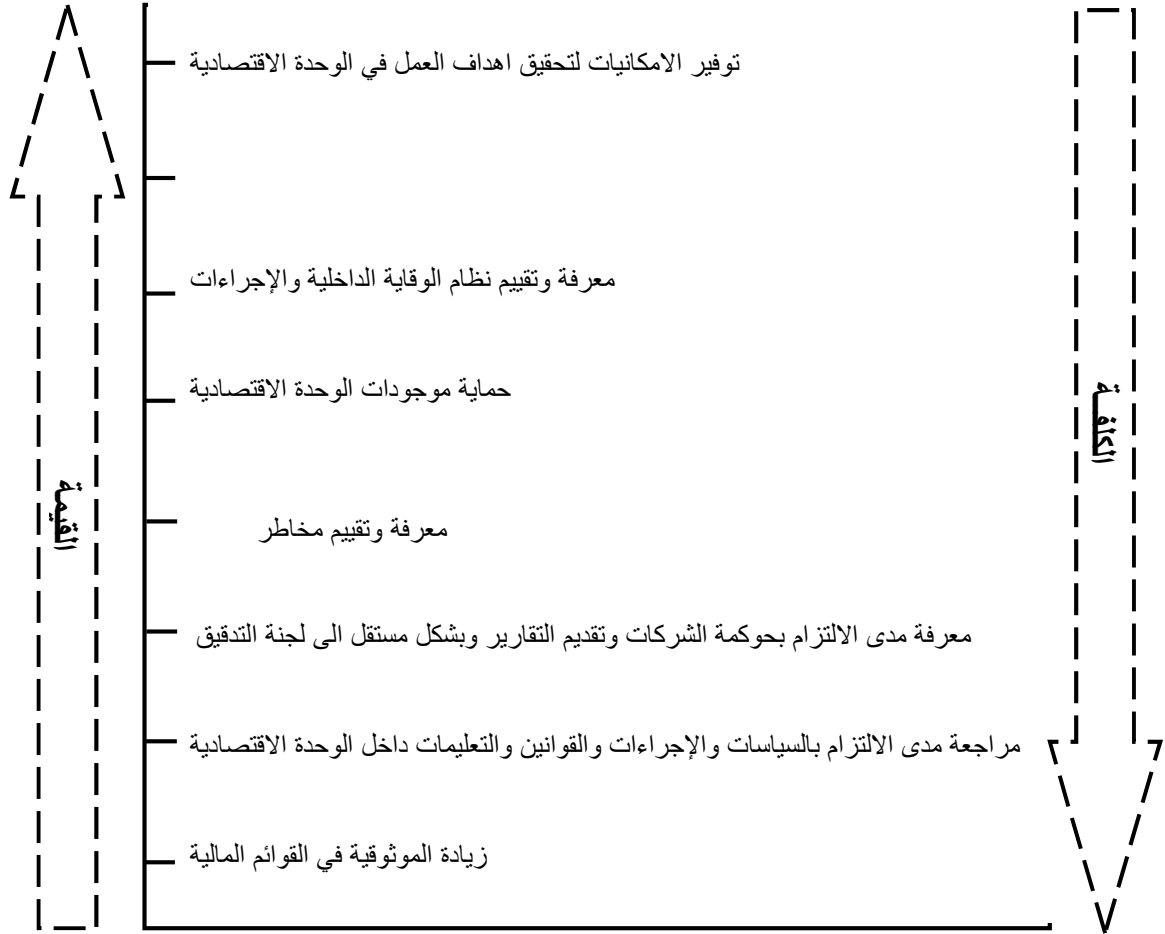 توفير الامكانيات لتحقيق اهداف العمل في الوحدة الاقتصادية
معرفة وتقييم نظام الوقاية الداخلية والإجراءات
حماية موجودات الوحدة الاقتصادية
معرفة وتقييم مخاطر
معرفة مدى الالتزام بحوكمة الشركات وتقديم التقارير وبشكل مستقل الى لجنة التدقيق
مراجعة مدى الالتزام بالسياسات والإجراءات والقوانين والتعليمات داخل الوحدة الاقتصادية
زيادة الموثوقية في القوائم المالية
الكلفــة
القيمـة